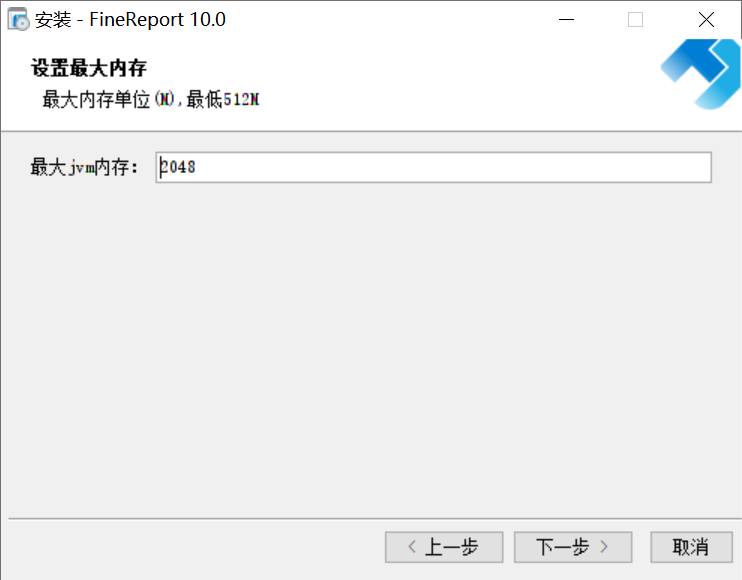 安装 - FineReport 10.0
设置最大内存
最大内存单位(M),最低512M
最大jvm内存： 2048
< 上一步 下一步 > 取消